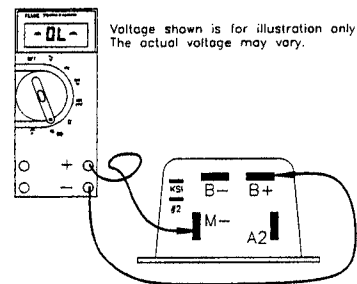 Voltage shown is for illustration only
The actual voltage may vary.
-OL-
+
-
KSI
B-
B+
#2
M-
A2